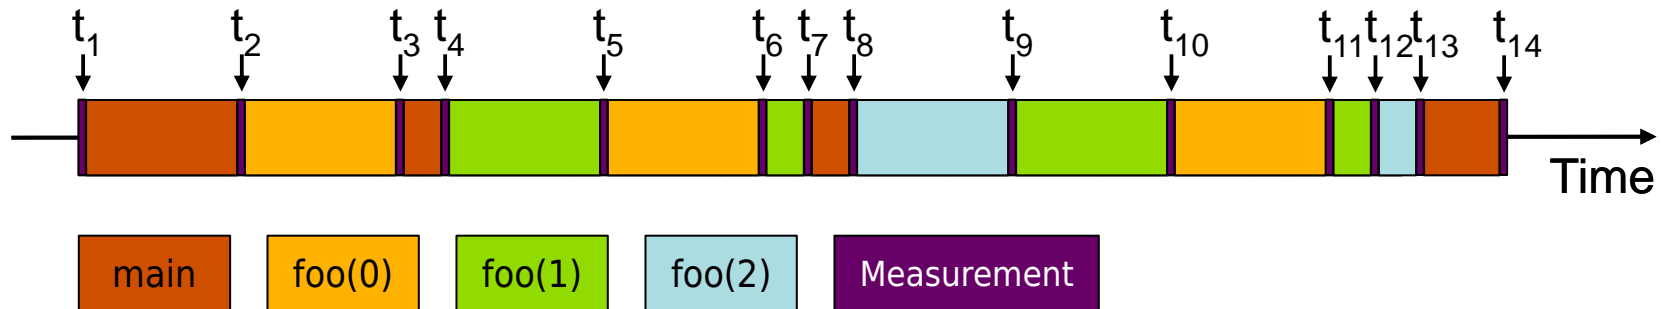 t₁ t₂ t₃ t₄ t₅ t₆ t₇ t₈ t₉ t₁₀ t₁₁ t₁₂ t₁₃ t₁₄
Time
main foo(0) foo(1) foo(2) Measurement